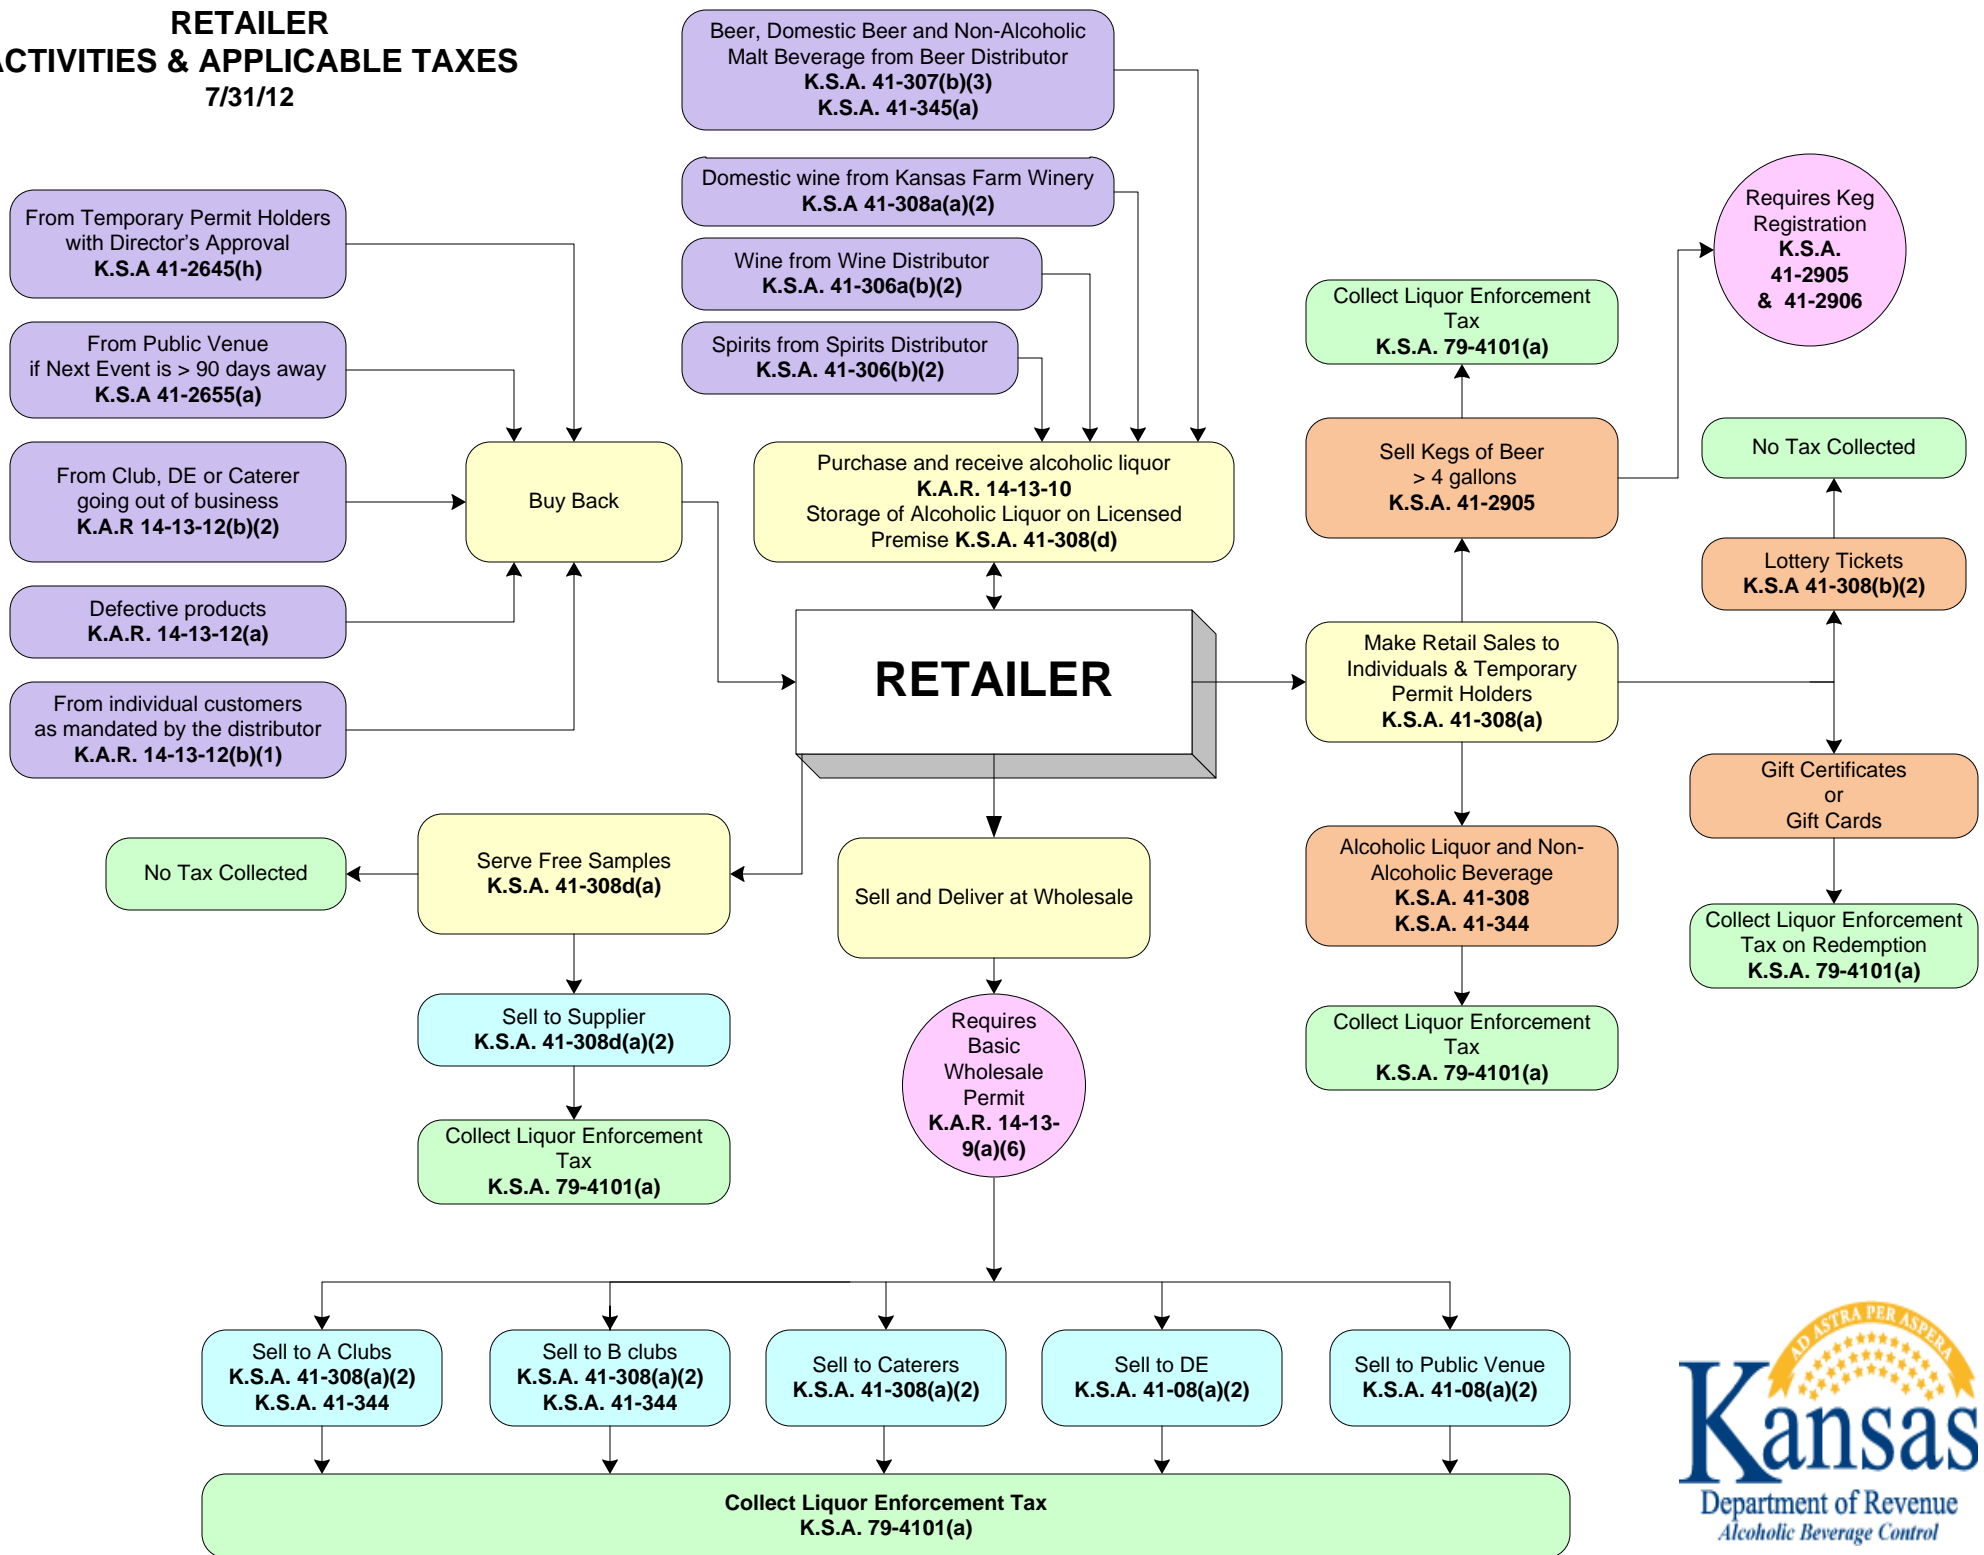 RETAILER
ACTIVITIES & APPLICABLE TAXES
7/31/12
Beer, Domestic Beer and Non-Alcoholic
Malt Beverage from Beer Distributor
K.S.A. 41-307(b)(3)
K.S.A. 41-345(a)
Domestic wine from Kansas Farm Winery
K.S.A 41-308a(a)(2)
Wine from Wine Distributor
K.S.A. 41-306a(b)(2)
Spirits from Spirits Distributor
K.S.A. 41-306(b)(2)
From Temporary Permit Holders
with Director's Approval
K.S.A 41-2645(h)
From Public Venue
if Next Event is > 90 days away
K.S.A 41-2655(a)
From Club, DE or Caterer
going out of business
K.A.R 14-13-12(b)(2)
Defective products
K.A.R. 14-13-12(a)
From individual customers
as mandated by the distributor
K.A.R. 14-13-12(b)(1)
Buy Back
Purchase and receive alcoholic liquor
K.A.R. 14-13-10
Storage of Alcoholic Liquor on Licensed
Premise K.S.A. 41-308(d)
RETAILER
Requires Keg
Registration
K.S.A.
41-2905
& 41-2906
Collect Liquor Enforcement
Tax
K.S.A. 79-4101(a)
Sell Kegs of Beer
> 4 gallons
K.S.A. 41-2905
No Tax Collected
Lottery Tickets
K.S.A 41-308(b)(2)
Make Retail Sales to
Individuals & Temporary
Permit Holders
K.S.A. 41-308(a)
Gift Certificates
or
Gift Cards
Collect Liquor Enforcement
Tax on Redemption
K.S.A. 79-4101(a)
Alcoholic Liquor and Non-
Alcoholic Beverage
K.S.A. 41-308
K.S.A. 41-344
Collect Liquor Enforcement
Tax
K.S.A. 79-4101(a)
No Tax Collected
Serve Free Samples
K.S.A. 41-308d(a)
Sell to Supplier
K.S.A. 41-308d(a)(2)
Collect Liquor Enforcement
Tax
K.S.A. 79-4101(a)
Sell and Deliver at Wholesale
Requires
Basic
Wholesale
Permit
K.A.R. 14-13-
9(a)(6)
Sell to A Clubs
K.S.A. 41-308(a)(2)
K.S.A. 41-344
Sell to B clubs
K.S.A. 41-308(a)(2)
K.S.A. 41-344
Sell to Caterers
K.S.A. 41-308(a)(2)
Sell to DE
K.S.A. 41-08(a)(2)
Sell to Public Venue
K.S.A. 41-08(a)(2)
Collect Liquor Enforcement Tax
K.S.A. 79-4101(a)
AD ASTRA PER ASPERA
Kansas
Department of Revenue
Alcoholic Beverage Control